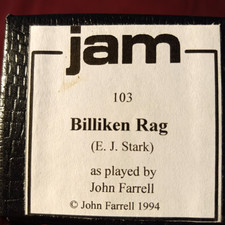 jam
103
Billiken Rag
(E. J. Stark)
as played by
John Farrell
© John Farrell 1994